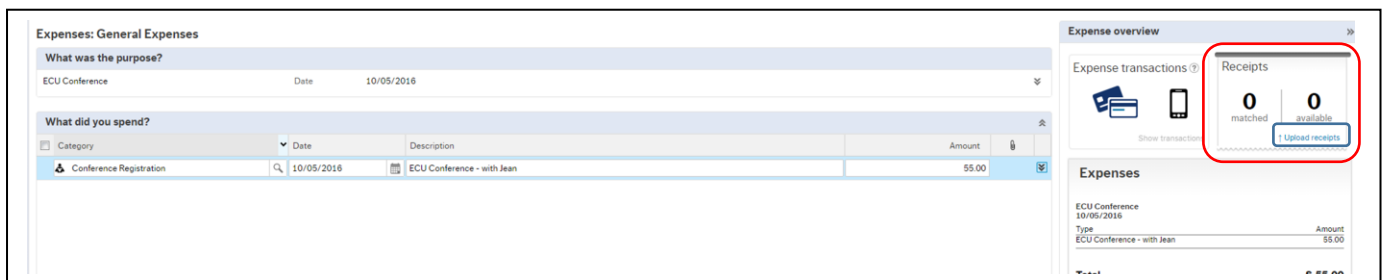 Expenses: General Expenses
What was the purpose?
ECU Conference Date 10/05/2016
What did you spend?
Category Date Description Amount
Conference Registration 10/05/2016 ECU Conference - with Jean 55.00
Expense overview
Expense transactions
Show transactions
Receipts
0 0
matched available
↑ Upload receipts
Expenses
ECU Conference
10/05/2016
Type Amount
ECU Conference - with Jean 55.00
Total $ 55.00